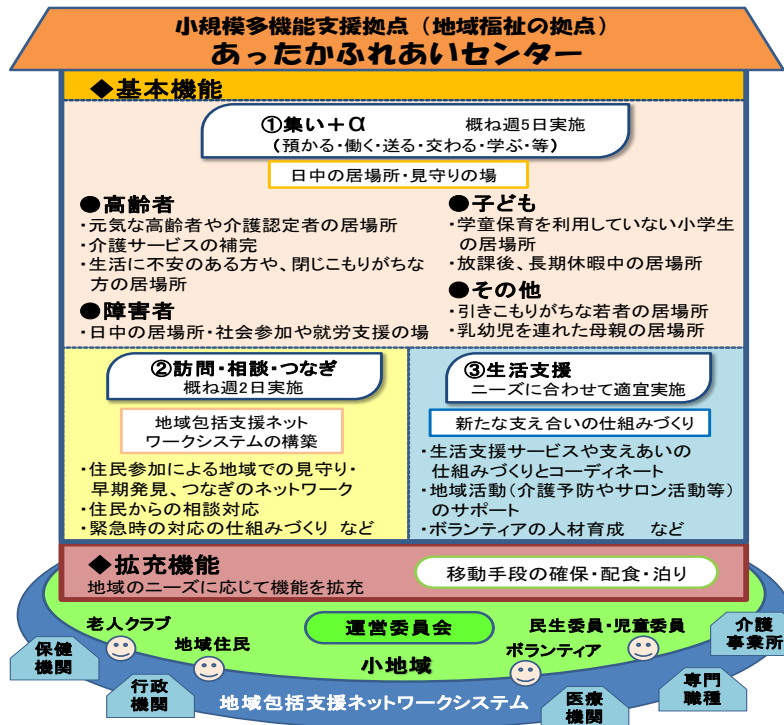 小規模多機能支援拠点（地域福祉の拠点）
あったかふれあいセンター
◆基本機能
①集い＋α 概ね週5日実施
（預かる・働く・送る・交わる・学ぶ・等）
日中の居場所・見守りの場
●高齢者
・元気な高齢者や介護認定者の居場所
・介護サービスの補完
・生活に不安のある方や、閉じこもりがちな
方の居場所
●障害者
・日中の居場所・社会参加や就労支援の場
●子ども
・学童保育を利用していない小学生
の居場所
・放課後、長期休暇中の居場所
●その他
・引きこもりがちな若者の居場所
・乳幼児を連れた母親の居場所
②訪問・相談・つなぎ
概ね週2日実施
地域包括支援ネット
ワークシステムの構築
・住民参加による地域での見守り・
早期発見、つなぎのネットワーク
・住民からの相談対応
・緊急時の対応の仕組みづくり など
③生活支援
ニーズに合わせて適宜実施
新たな支え合いの仕組みづくり
・生活支援サービスや支えあいの
仕組みづくりとコーディネート
・地域活動（介護予防やサロン活動等）
のサポート
・ボランティアの人材育成 など
◆拡充機能
地域のニーズに応じて機能を拡充
移動手段の確保・配食・泊り
老人クラブ
地域住民
運営委員会
小地域
民生委員・児童委員
ボランティア
介護
事業所
保健
機関
行政
機関
地域包括支援ネットワークシステム
医療
機関
専門
職種